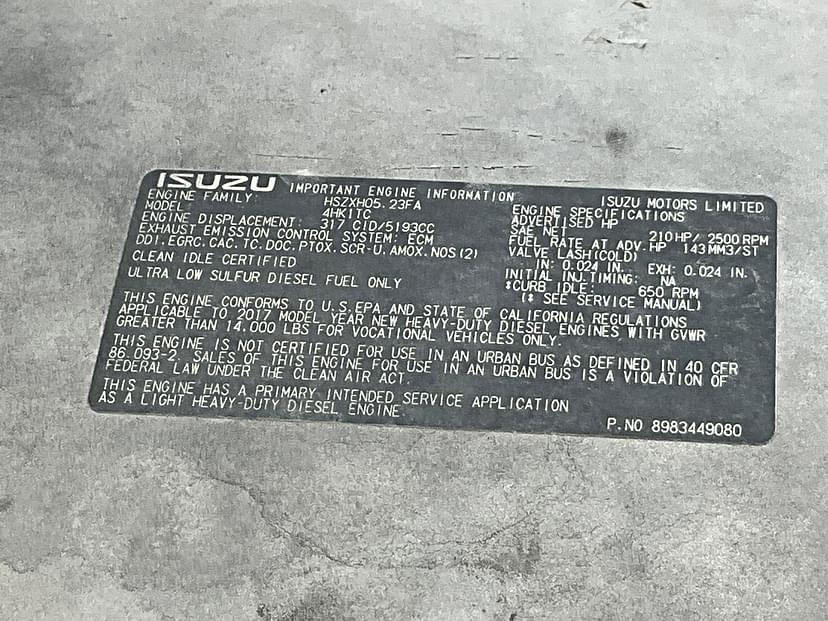 ISUZU IMPORTANT ENGINE INFORMATION
ENGINE FAMILY: HSZXH05.23FA
MODEL: 4HK1TC
ENGINE DISPLACEMENT: 317 CID/5193CC
EXHAUST EMISSION CONTROL SYSTEM: ECM
DDI.EGRC.CAC.TC.DOC.PTOX.SCR-U.AMOX.NOS(2)
CLEAN IDLE CERTIFIED
ULTRA LOW SULFUR DIESEL FUEL ONLY
ISUZU MOTORS LIMITED
ENGINE SPECIFICATIONS
ADVERTISED HP
SAE NET 210HP/ 2500RPM
FUEL RATE AT ADV.HP 143MM3/ST
VALVE LASH(COLD)
IN: 0.024 IN. EXH: 0.024 IN.
INITIAL INJ.TIMING: NA
*CURB IDLE: 650 RPM
(* SEE SERVICE MANUAL)
THIS ENGINE CONFORMS TO U.S.EPA AND STATE OF CALIFORNIA REGULATIONS
APPLICABLE TO 2017 MODEL YEAR NEW HEAVY-DUTY DIESEL ENGINES WITH GVWR
GREATER THAN 14,000 LBS FOR VOCATIONAL VEHICLES ONLY.
THIS ENGINE IS NOT CERTIFIED FOR USE IN AN URBAN BUS AS DEFINED IN 40 CFR
86.093-2. SALES OF THIS ENGINE FOR USE IN AN URBAN BUS IS A VIOLATION OF
FEDERAL LAW UNDER THE CLEAN AIR ACT.
THIS ENGINE HAS A PRIMARY INTENDED SERVICE APPLICATION
AS A LIGHT HEAVY-DUTY DIESEL ENGINE.
P.NO 8983449080